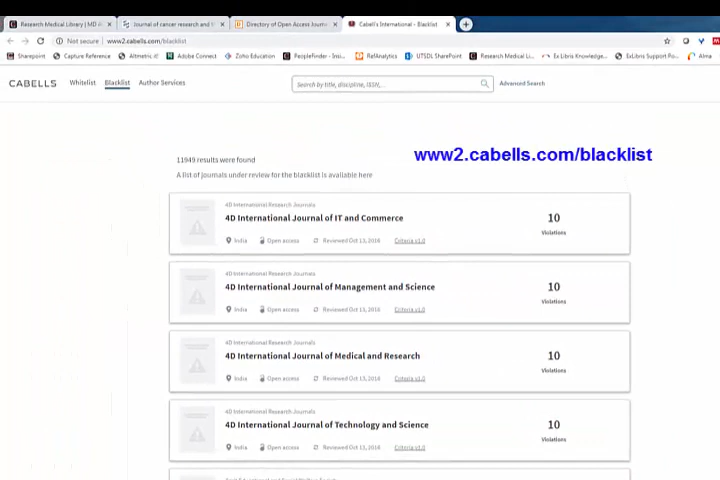 Research Medical Library | MD A
Journal of cancer research and t
Directory of Open Access Journ
Cabell's International - Blacklist
Not secure
www2.cabells.com/blacklist
Sharepoint
Capture Reference
Altmetric it!
Adobe Connect
Zoho Education
PeopleFinder - Insi...
RefAnalytics
UTSDL SharePoint
Research Medical Li...
Ex Libris Knowledge...
ExLibris Support Po...
Alma
CABELLS
Whitelist
Blacklist
Author Services
Search by title, discipline, ISSN,...
Advanced Search
11949 results were found
www2.cabells.com/blacklist
A list of journals under review for the blacklist is available here
4D International Research Journals
4D International Journal of IT and Commerce
10
Violations
India
Open access
Reviewed Oct 13, 2016
Criteria v1.0
4D International Research Journals
4D International Journal of Management and Science
10
Violations
India
Open access
Reviewed Oct 13, 2016
Criteria v1.0
4D International Research Journals
4D International Journal of Medical and Research
10
Violations
India
Open access
Reviewed Oct 13, 2016
Criteria v1.0
4D International Research Journals
4D International Journal of Technology and Science
10
Violations
India
Open access
Reviewed Oct 13, 2016
Criteria v1.0